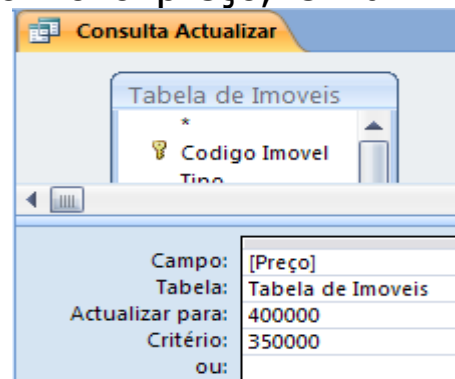 Consulta Actualizar
Tabela de Imoveis
*
Codigo Imovel
Tipo
Campo: [Preço]
Tabela: Tabela de Imoveis
Actualizar para: 400000
Critério: 350000
ou: